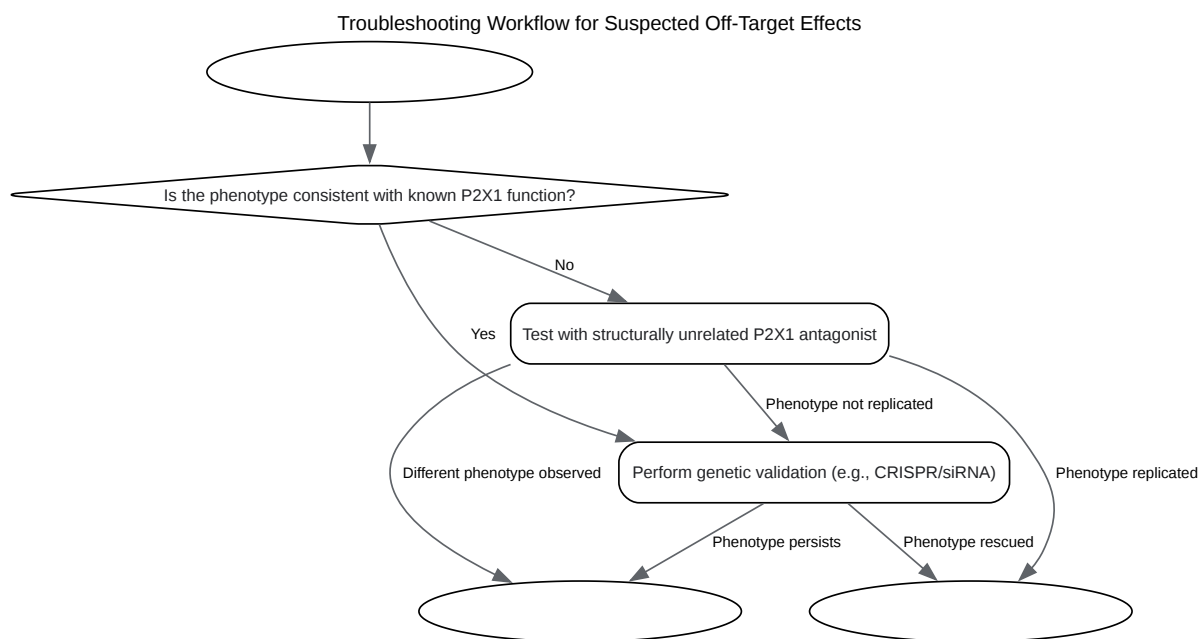 Troubleshooting Workflow for Suspected Off-Target Effects
Is the phenotype consistent with known P2X1 function?
No
Yes
Test with structurally unrelated P2X1 antagonist
Phenotype not replicated
Different phenotype observed
Perform genetic validation (e.g., CRISPR/siRNA)
Phenotype replicated
Phenotype persists
Phenotype rescued